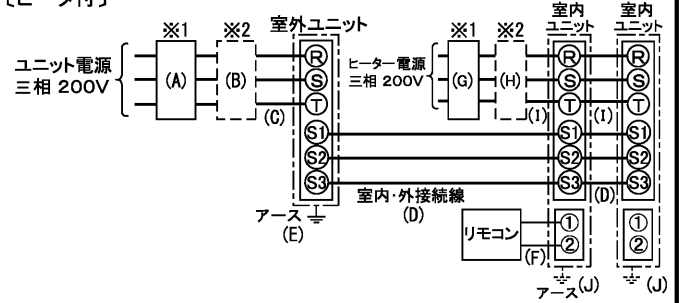 [ヒータ付]
※1 ※2 室外ユニット
ユニット電源
三相 200V
(A) (B) (C)
R
S
T
S1
S2
S3
アース
(E)
室内・外接続線
(D)
※1 ※2
ヒーター電源
三相 200V
(G) (H) (I) (I)
室内
ユニット
R
S
T
S1
S2
S3
(D)
室内
ユニット
R
S
T
S1
S2
S3
リモコン
(F)
①
②
①
②
アース(J)
(J)